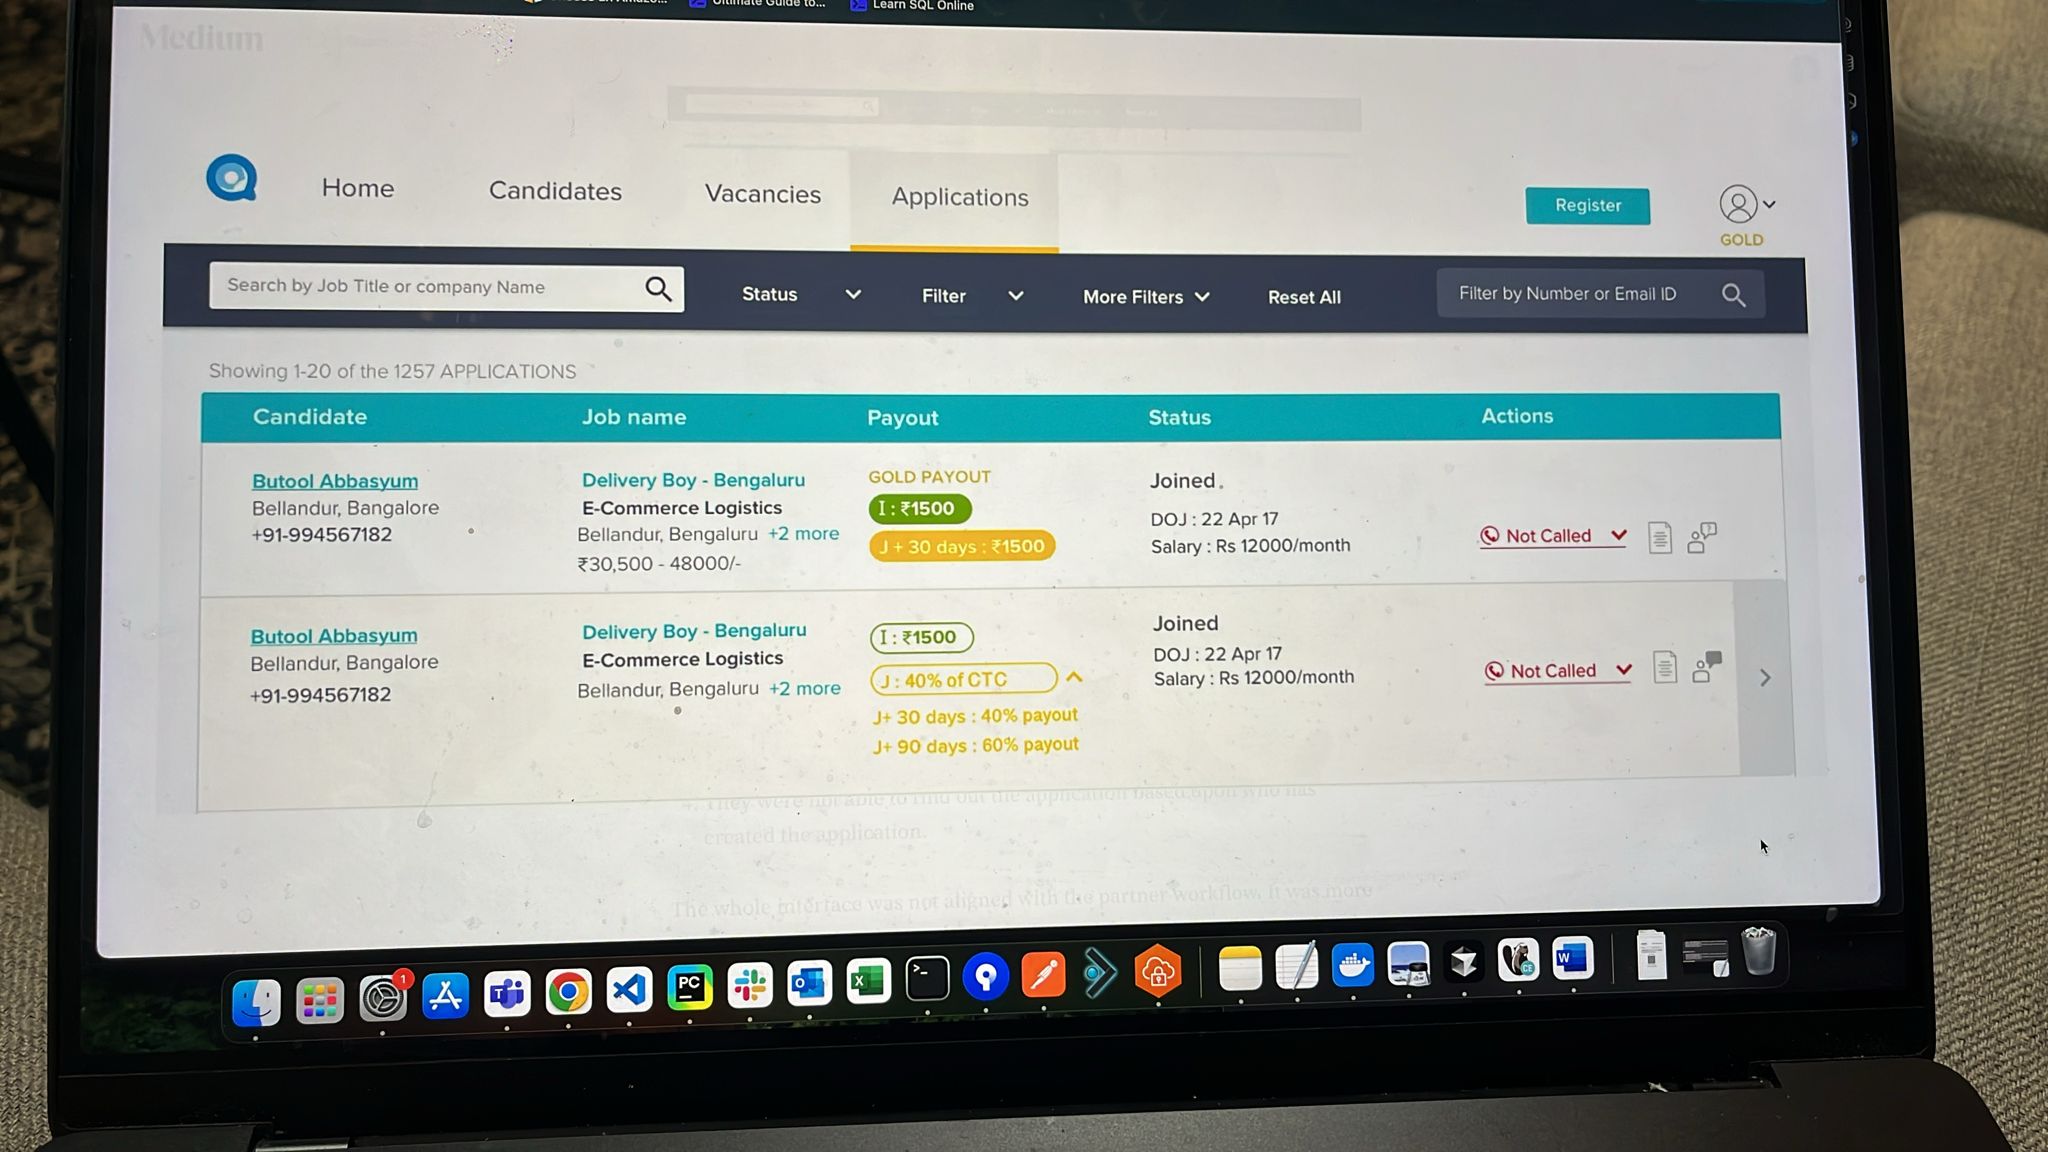 Ultimate Guide to...
Learn SQL Online
Medium
Home
Candidates
Vacancies
Applications
Register
GOLD
Search by Job Title or company Name
Status
Filter
More Filters
Reset All
Filter by Number or Email ID
Showing 1-20 of the 1257 APPLICATIONS
Candidate
Job name
Payout
Status
Actions
Butool Abbasyum
Bellandur, Bangalore
+91-994567182
Delivery Boy - Bengaluru
E-Commerce Logistics
Bellandur, Bengaluru +2 more
₹30,500 - 48000/-
GOLD PAYOUT
I : ₹1500
J + 30 days : ₹1500
Joined
DOJ : 22 Apr 17
Salary : Rs 12000/month
Not Called
Butool Abbasyum
Bellandur, Bangalore
+91-994567182
Delivery Boy - Bengaluru
E-Commerce Logistics
Bellandur, Bengaluru +2 more
I : ₹1500
J : 40% of CTC
J+ 30 days : 40% payout
J+ 90 days : 60% payout
Joined
DOJ : 22 Apr 17
Salary : Rs 12000/month
Not Called
They were not able to find out the application based upon who has
created the application.
The whole interface was not aligned with the partner workflow. It was more
1
PC
CE
W